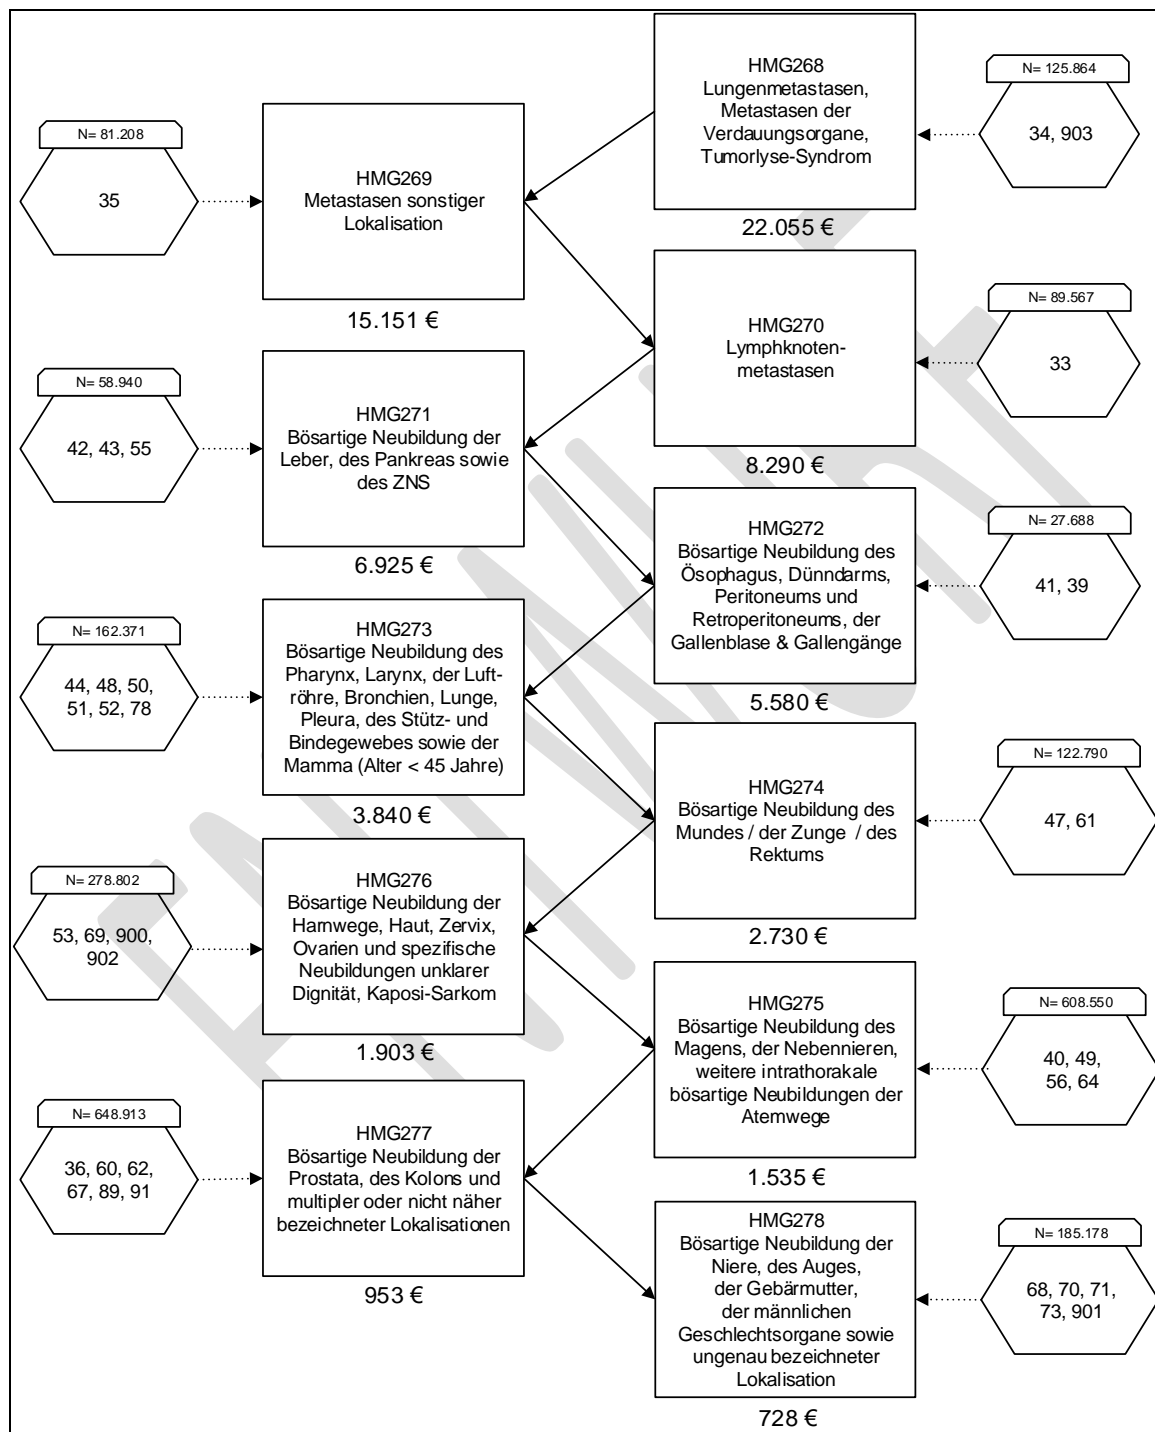 N= 125.864
34, 903
HMG268
Lungenmetastasen,
Metastasen der
Verdauungsorgane,
Tumorlyse-Syndrom
22.055 €
N= 81.208
35
HMG269
Metastasen sonstiger
Lokalisation
15.151 €
N= 89.567
33
HMG270
Lymphknoten-
metastasen
8.290 €
N= 58.940
42, 43, 55
HMG271
Bösartige Neubildung der
Leber, des Pankreas sowie
des ZNS
6.925 €
N= 27.688
41, 39
HMG272
Bösartige Neubildung des
Ösophagus, Dünndarms,
Peritoneums und
Retroperitoneums, der
Gallenblase & Gallengänge
5.580 €
N= 162.371
44, 48, 50,
51, 52, 78
HMG273
Bösartige Neubildung des
Pharynx, Larynx, der Luft-
röhre, Bronchien, Lunge,
Pleura, des Stütz- und
Bindegewebes sowie der
Mamma (Alter < 45 Jahre)
3.840 €
N= 122.790
47, 61
HMG274
Bösartige Neubildung des
Mundes / der Zunge / des
Rektums
2.730 €
N= 278.802
53, 69, 900,
902
HMG276
Bösartige Neubildung der
Harnwege, Haut, Zervix,
Ovarien und spezifische
Neubildungen unklarer
Dignität, Kaposi-Sarkom
1.903 €
N= 608.550
40, 49,
56, 64
HMG275
Bösartige Neubildung des
Magens, der Nebennieren,
weitere intrathorakale
bösartige Neubildungen der
Atemwege
1.535 €
N= 648.913
36, 60, 62,
67, 89, 91
HMG277
Bösartige Neubildung der
Prostata, des Kolons und
multipler oder nicht näher
bezeichneter Lokalisationen
953 €
N= 185.178
68, 70, 71,
73, 901
HMG278
Bösartige Neubildung der
Niere, des Auges,
der Gebärmutter,
der männlichen
Geschlechtsorgane sowie
ungenau bezeichneter
Lokalisation
728 €
ENTWURF